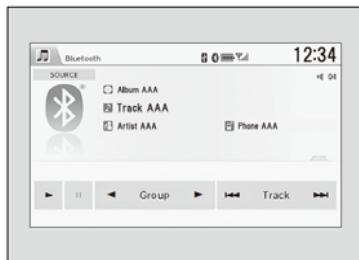 Bluetooth 12:34
SOURCE 04
Album AAA
Track AAA
Artist AAA Phone AAA
Group Track